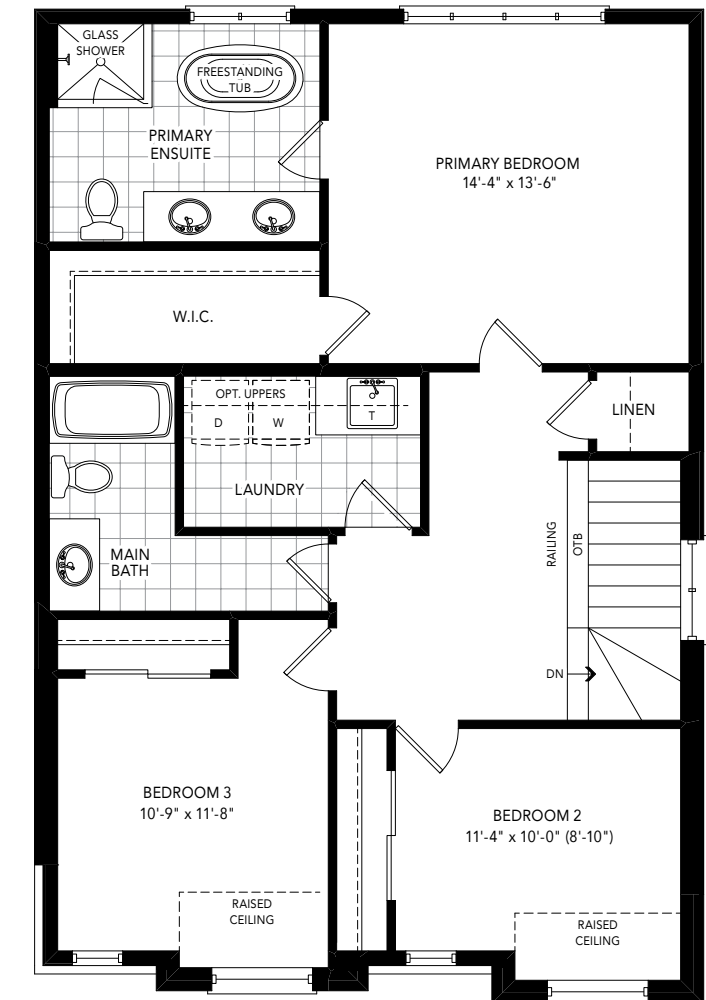 GLASS
SHOWER
FREESTANDING
TUB
PRIMARY
ENSUITE
PRIMARY BEDROOM
14'-4" x 13'-6"
W.I.C.
OPT. UPPERS
D
W
T
LINEN
LAUNDRY
RAILING
OTB
MAIN
BATH
DN
BEDROOM 3
10'-9" x 11'-8"
BEDROOM 2
11'-4" x 10'-0" (8'-10")
RAISED
CEILING
RAISED
CEILING